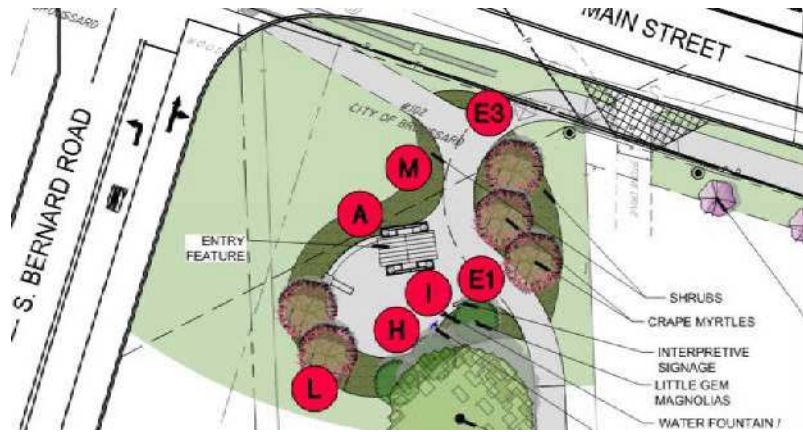 MAIN STREET
S. BERNARD ROAD
CITY OF BROUSSARD
E3
M
A
ENTRY
FEATURE
I
E1
H
L
SHRUBS
CRAPE MYRTLES
INTERPRETIVE
SIGNAGE
LITTLE GEM
MAGNOLIAS
WATER FOUNTAIN /